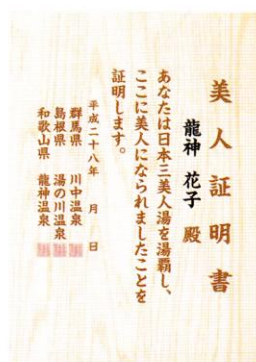 美人証明書
龍神 花子 殿
あなたは日本三美人湯を湯覇し、
ここに美人になられましたことを
証明します。
平成二十八年 月 日
群馬県 川中温泉
島根県 湯の川温泉
和歌山県 龍神温泉